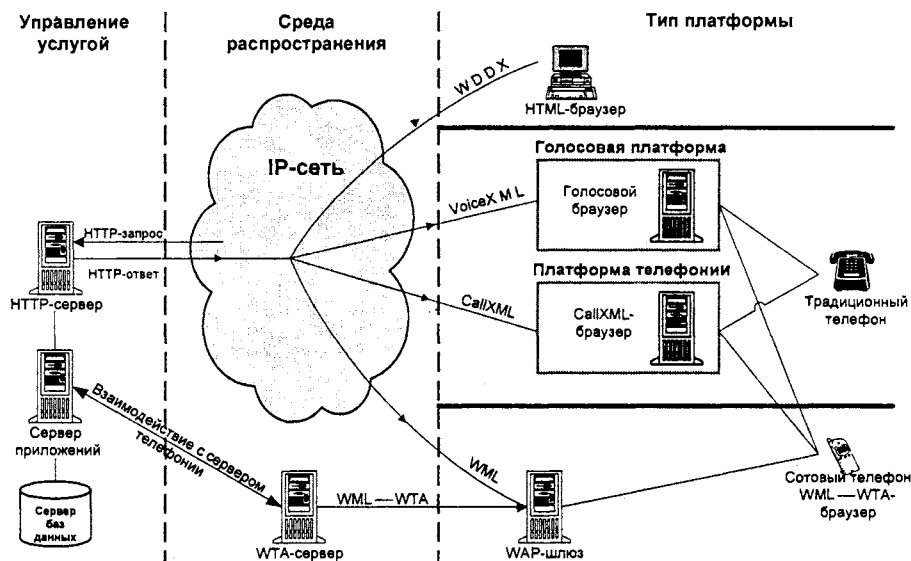 Управление
услугой
Среда
распространения
Тип платформы
WDDX
HTML-браузер
IP-сеть
Голосовая платформа
VoiceXML
Голосовой
браузер
HTTP-запрос
HTTP-ответ
HTTP-сервер
Платформа телефонии
CallXML
CallXML-
браузер
Традиционный
телефон
Сервер
приложений
Взаимодействие с сервером
телефонии
WML
Сотовый телефон
WML — WTA-
браузер
Сервер
баз
данных
WML — WTA
WTA-сервер
WAP-шлюз